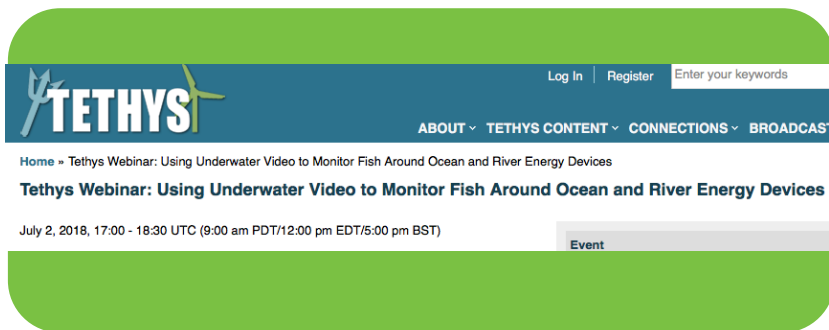 TETHYS
Log In | Register Enter your keywords
ABOUT TETHYS CONTENT CONNECTIONS BROADCAST
Home » Tethys Webinar: Using Underwater Video to Monitor Fish Around Ocean and River Energy Devices
Tethys Webinar: Using Underwater Video to Monitor Fish Around Ocean and River Energy Devices
July 2, 2018, 17:00 - 18:30 UTC (9:00 am PDT/12:00 pm EDT/5:00 pm BST)
Event